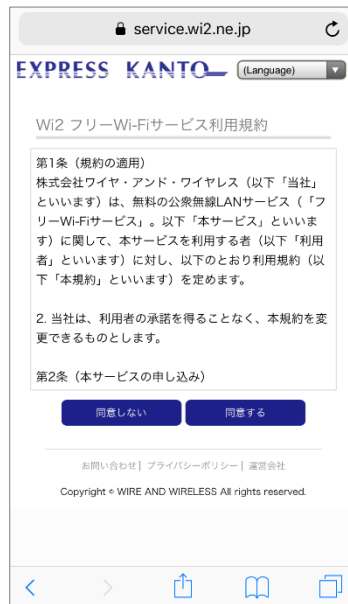 service.wi2.ne.jp
EXPRESS KANTO
(Language)
Wi2 フリーWi-Fiサービス利用規約
第1条（規約の適用）
株式会社ワイヤ・アンド・ワイヤレス（以下「当社」
といいます）は、無料の公衆無線LANサービス（「フ
リーWi-Fiサービス」。以下「本サービス」といいま
す）に関して、本サービスを利用する者（以下「利用
者」といいます）に対し、以下のとおり利用規約（以
下「本規約」といいます）を定めます。
2. 当社は、利用者の承諾を得ることなく、本規約を変
更できるものとします。
第2条（本サービスの申し込み）
同意しない
同意する
お問い合わせ| プライバシーポリシー| 運営会社
Copyright © WIRE AND WIRELESS All rights reserved.